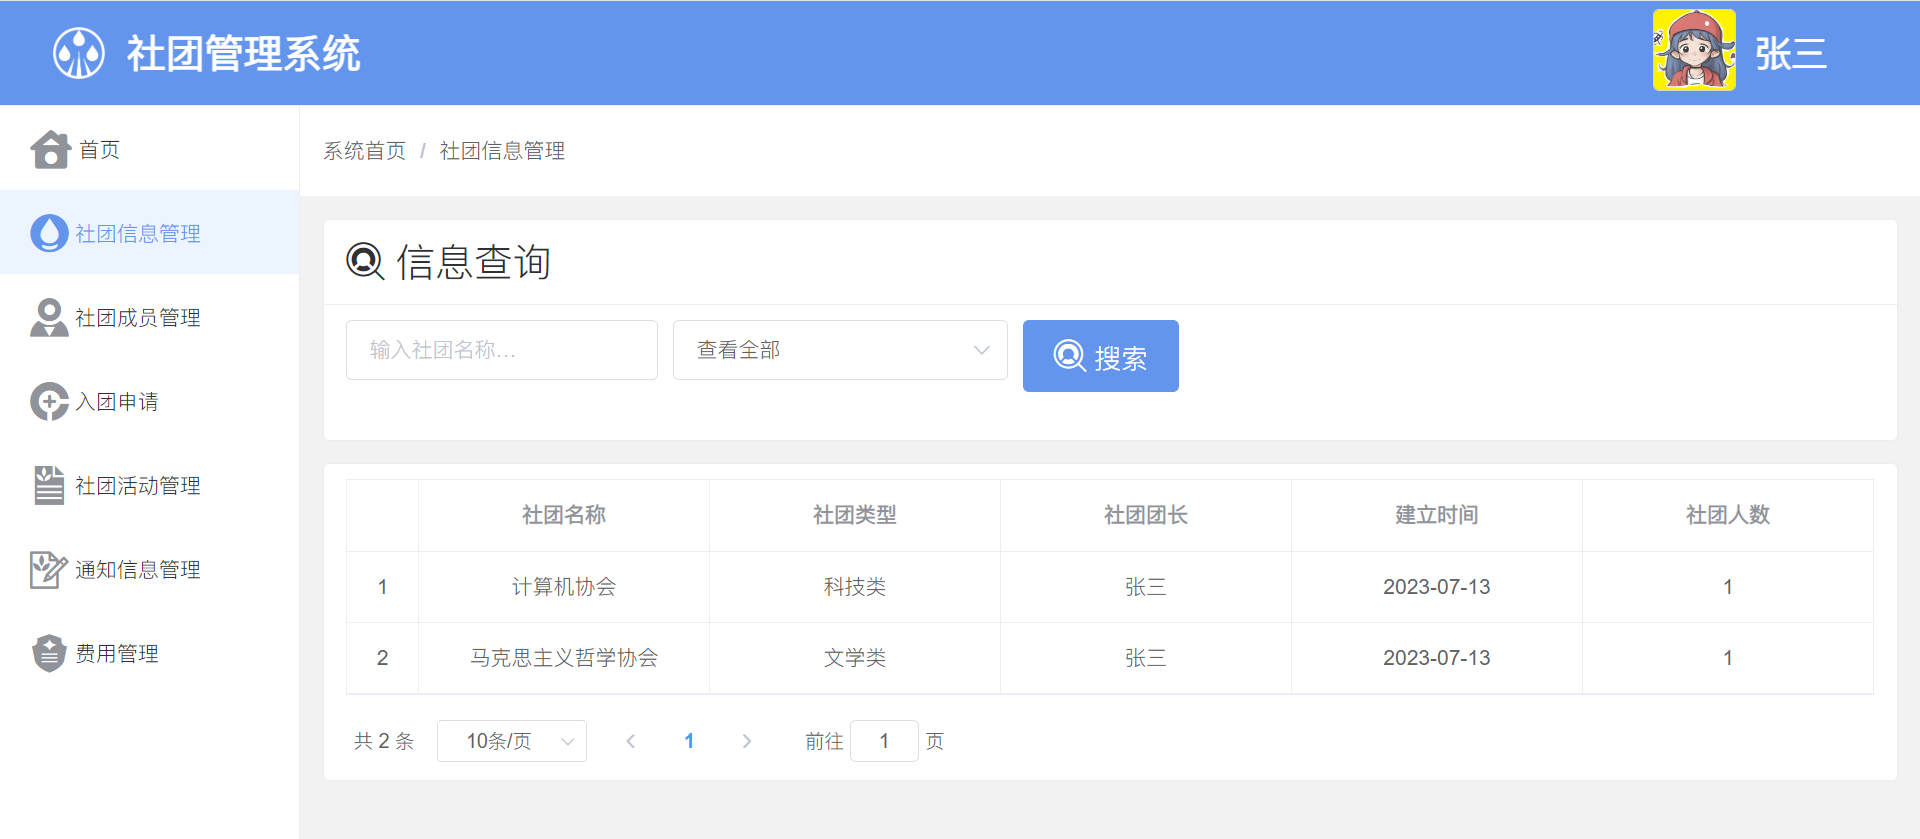 社团管理系统
张三
首页
社团信息管理
社团成员管理
入团申请
社团活动管理
通知信息管理
费用管理
系统首页 / 社团信息管理
信息查询
输入社团名称...
查看全部
搜索
社团名称 社团类型 社团团长 建立时间 社团人数
1 计算机协会 科技类 张三 2023-07-13 1
2 马克思主义哲学协会 文学类 张三 2023-07-13 1
共 2 条 10条/页 1 前往 1 页